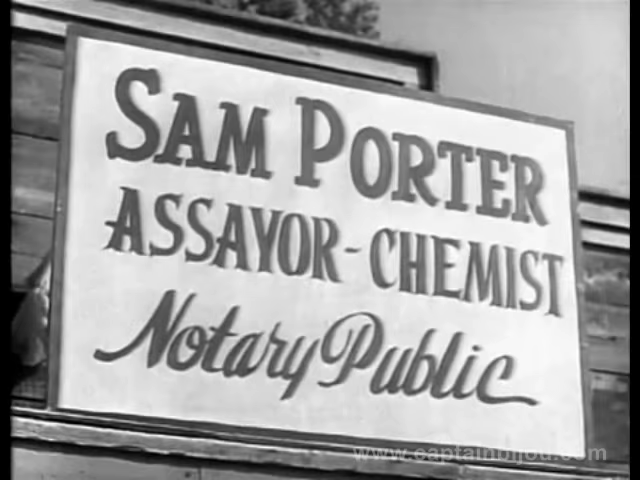 SAM PORTER
ASSAYOR-CHEMIST
Notary Public
www.captainbijou.com